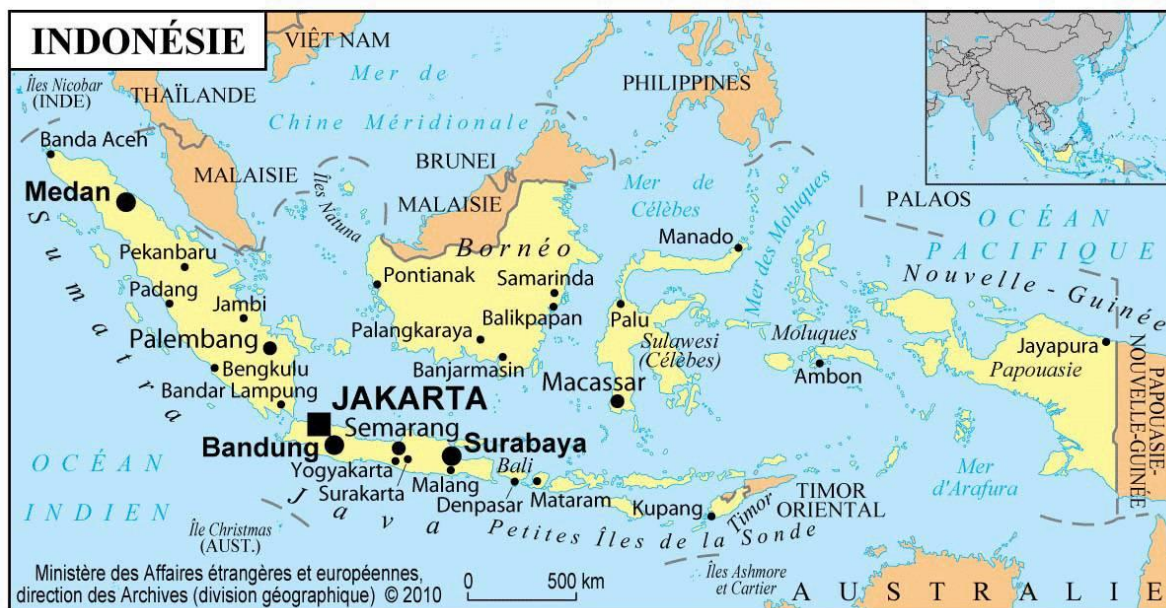 INDONÉSIE
VIÊT NAM
Îles Nicobar
(INDE)
THAÏLANDE
Mer de
Chine Méridionale
PHILIPPINES
Banda Aceh
MALAISIE
BRUNEI
MALAISIE
Îles Natuna
Mer de
Célèbes
Mer des Moluques
PALAOS
OCÉAN
PACIFIQUE
Medan
Sumatra
Bornéo
Manado
Nouvelle-Guinée
Pekanbaru
Pontianak
Samarinda
Padang
Jambi
Balikpapan
Palu
Moluques
Palangkaraya
Sulawesi
(Célèbes)
Jayapura
Papouasie
PAPOUASIE-
NOUVELLE-GUINÉE
Palembang
Bengkulu
Banjarmasin
Ambon
Bandar Lampung
Macassar
JAKARTA
Semarang
Bandung
Surabaya
Yogyakarta
Surakarta
Malang
Bali
Denpasar
Mataram
Kupang
Timor
TIMOR
ORIENTAL
Mer
d'Arafura
OCÉAN
INDIEN
Java
Petites Îles de la Sonde
Île Christmas
(AUST.)
Îles Ashmore
et Cartier
AUSTRALIE
Ministère des Affaires étrangères et européennes,
direction des Archives (division géographique) © 2010
0 500 km